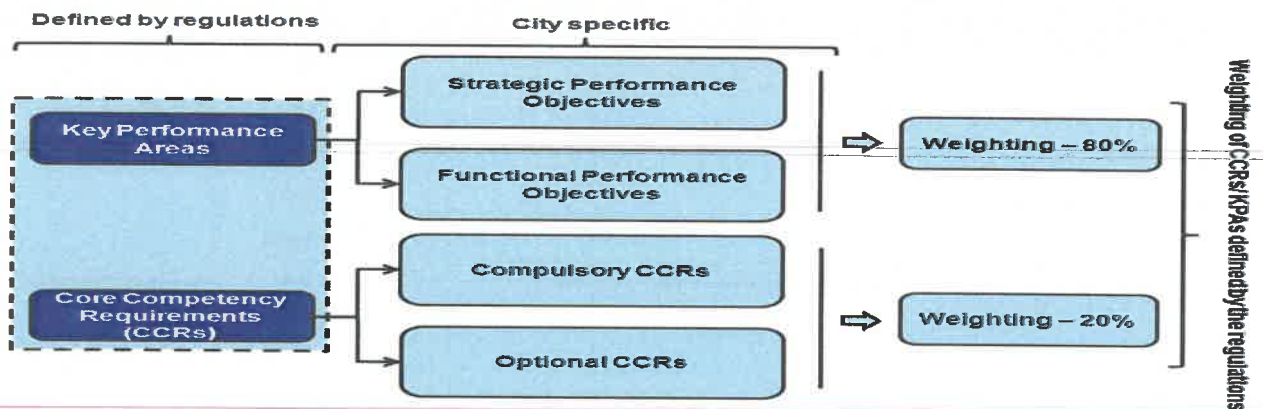 Defined by regulations
City specific
Key Performance
Areas
Strategic Performance
Objectives
Functional Performance
Objectives
Weighting – 80%
Core Competency
Requirements
(CCRs)
Compulsory CCRs
Optional CCRs
Weighting – 20%
Weighting of CCRs/KPAs defined by the regulations